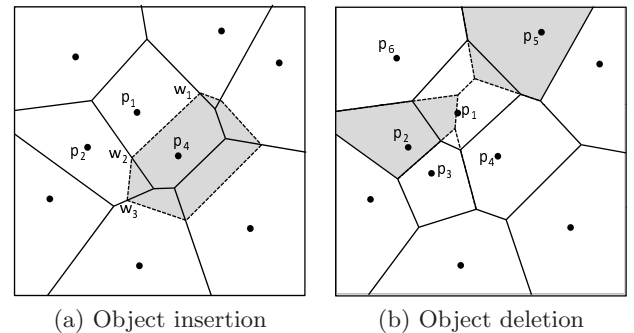 w₁
p₁
p₄
p₂
w₂
w₃
(a) Object insertion
p₅
p₆
p₁
p₂
p₄
p₃
(b) Object deletion